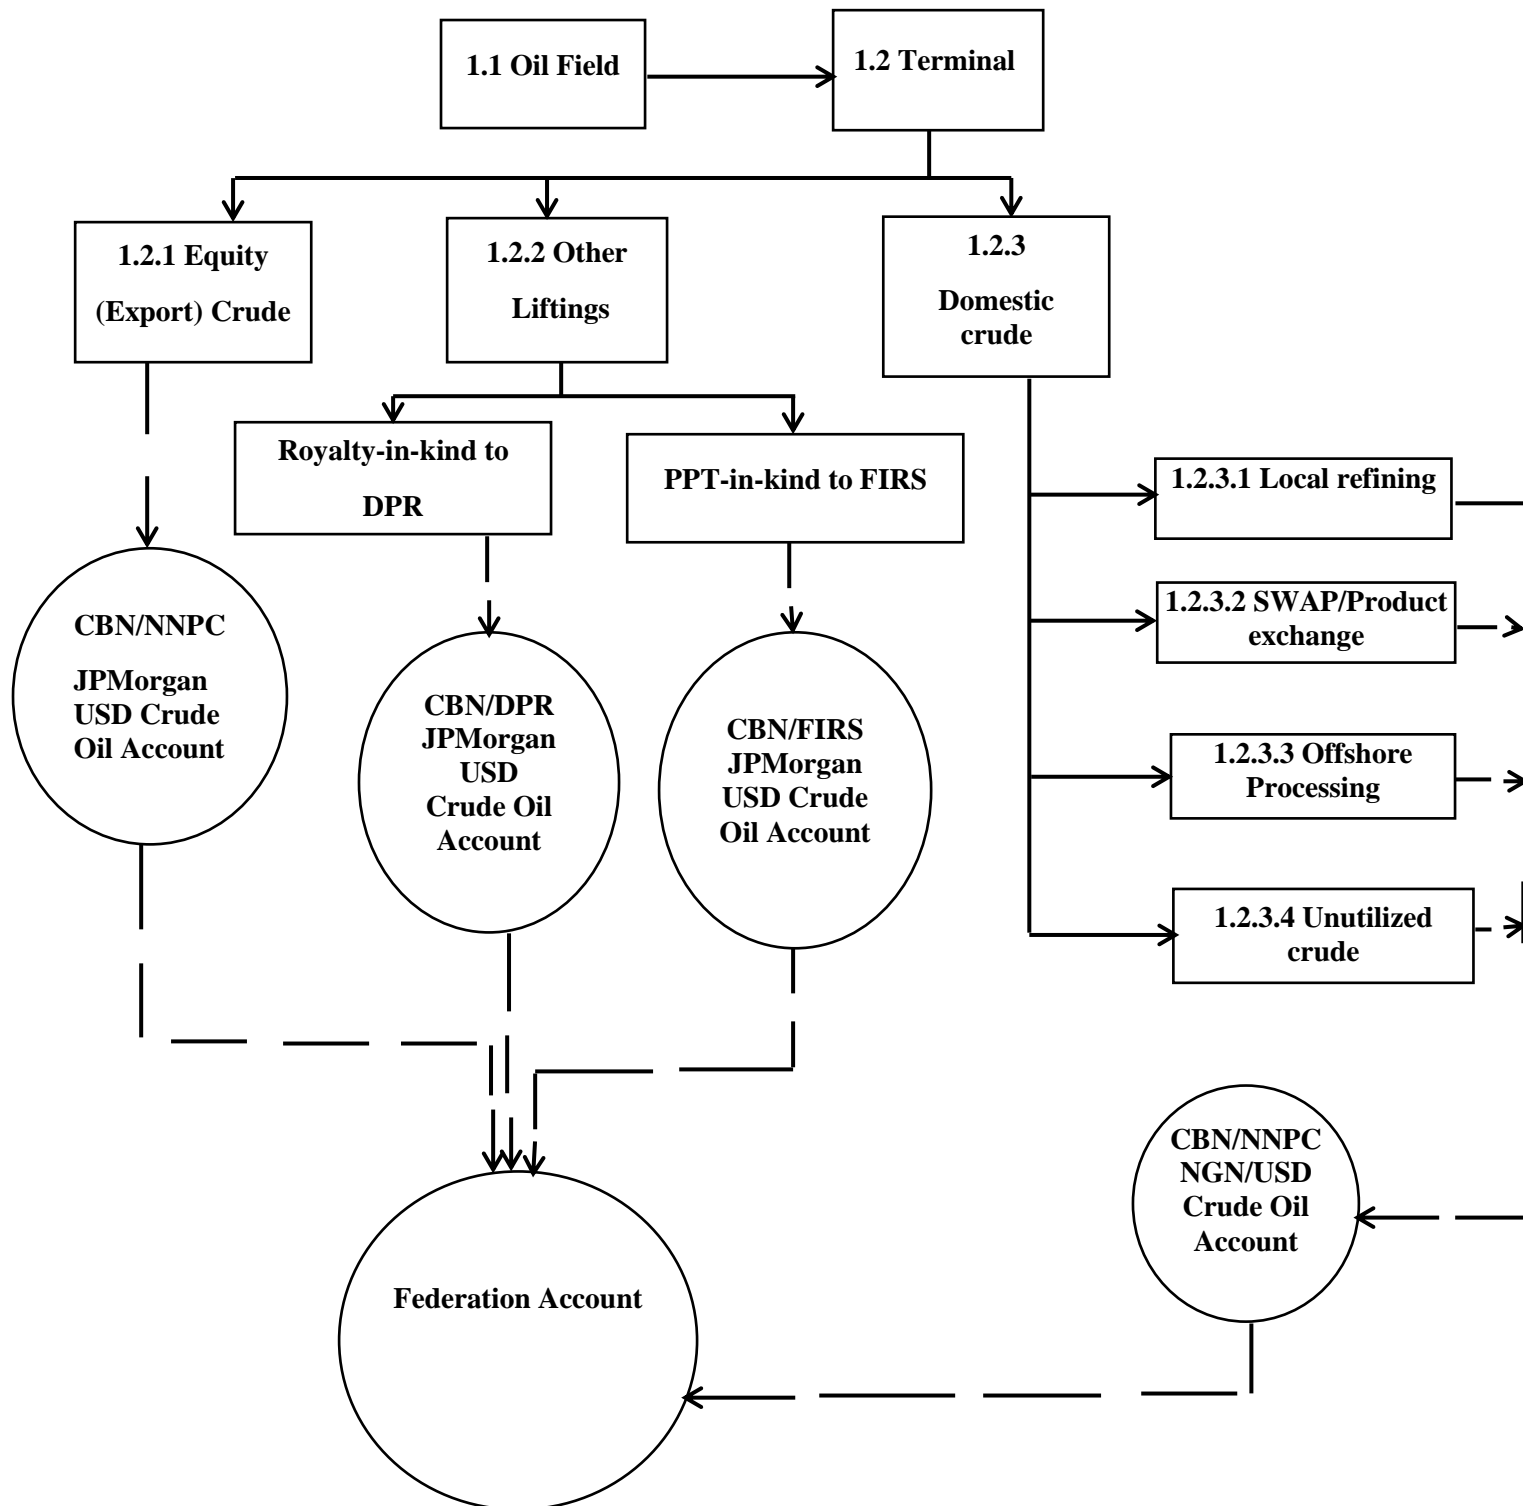 1.1 Oil Field
1.2 Terminal
1.2.1 Equity
(Export) Crude
1.2.2 Other
Liftings
1.2.3
Domestic
crude
Royalty-in-kind to
DPR
PPT-in-kind to FIRS
1.2.3.1 Local refining
1.2.3.2 SWAP/Product
exchange
1.2.3.3 Offshore
Processing
1.2.3.4 Unutilized
crude
CBN/NNPC
JPMorgan
USD Crude
Oil Account
CBN/DPR
JPMorgan
USD
Crude Oil
Account
CBN/FIRS
JPMorgan
USD Crude
Oil Account
CBN/NNPC
NGN/USD
Crude Oil
Account
Federation Account